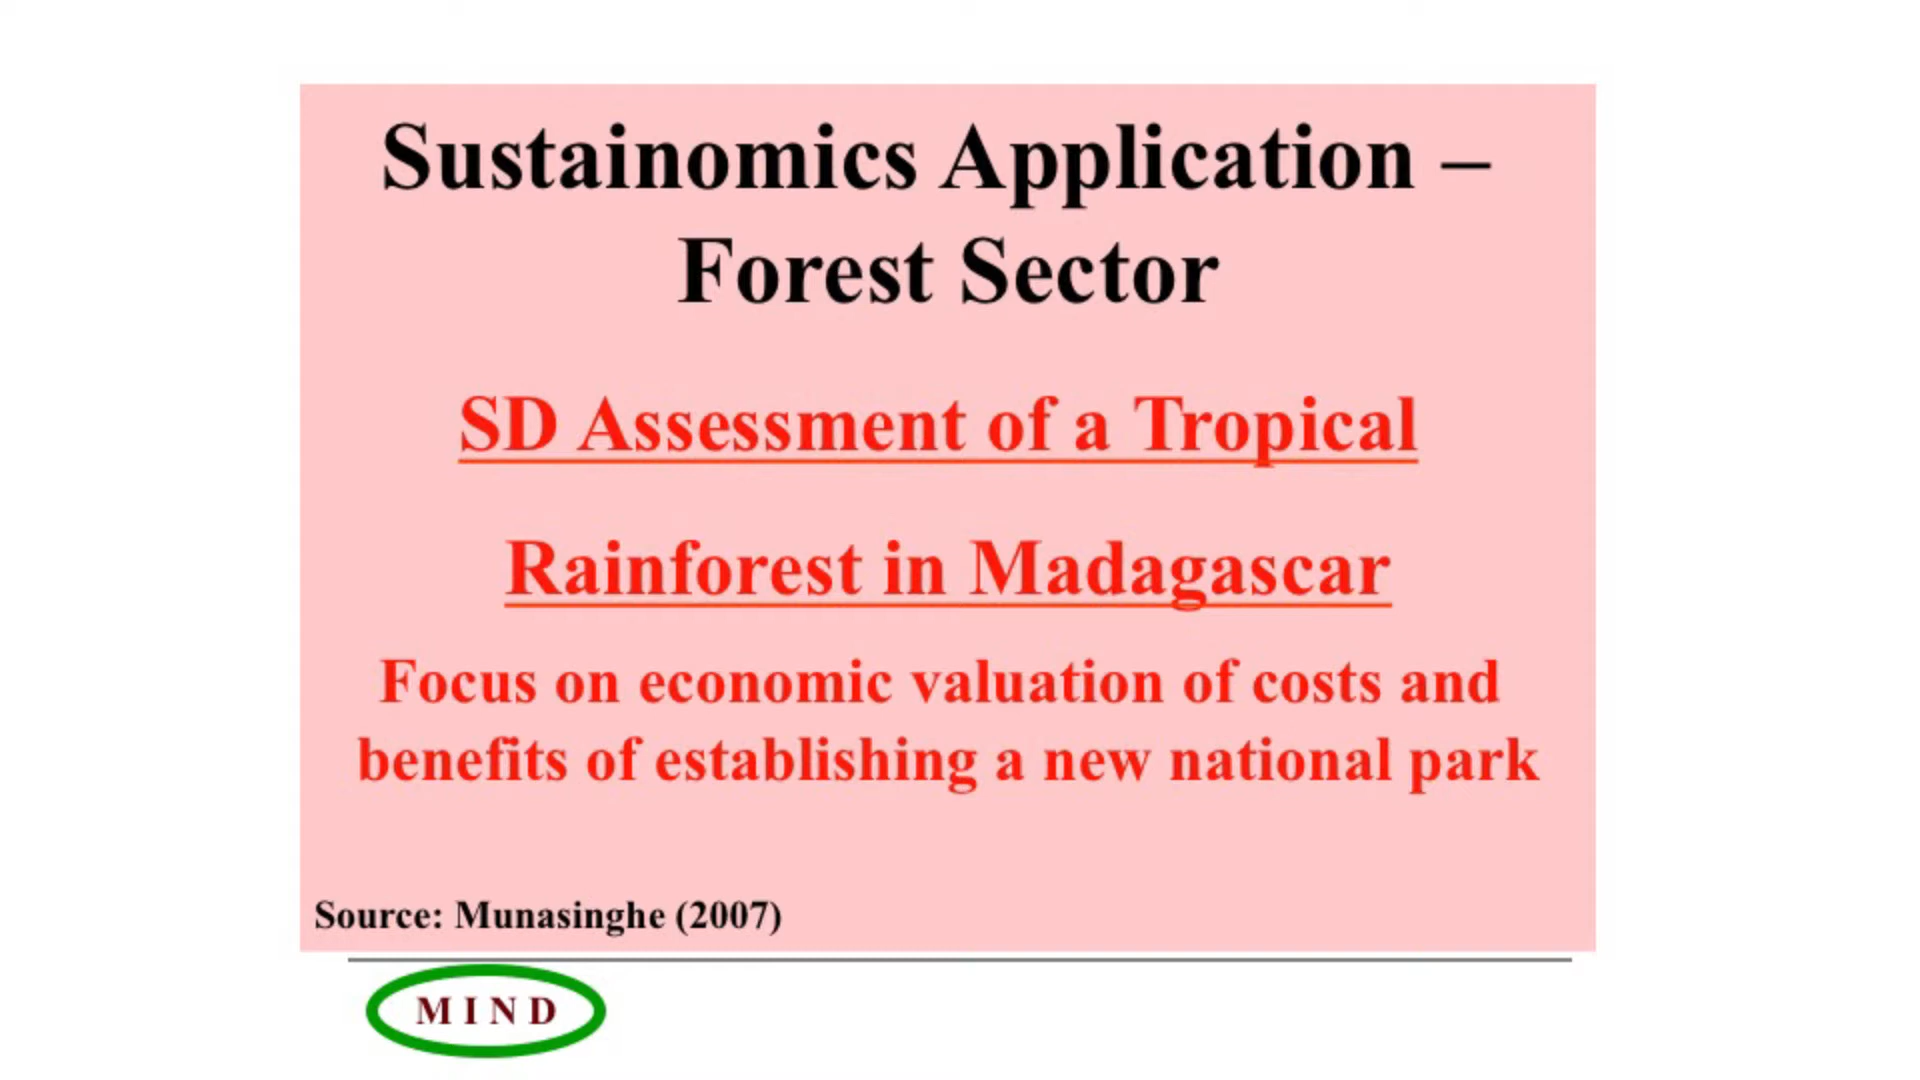 Sustainomics Application –
Forest Sector
SD Assessment of a Tropical
Rainforest in Madagascar
Focus on economic valuation of costs and
benefits of establishing a new national park
Source: Munasinghe (2007)
M I N D